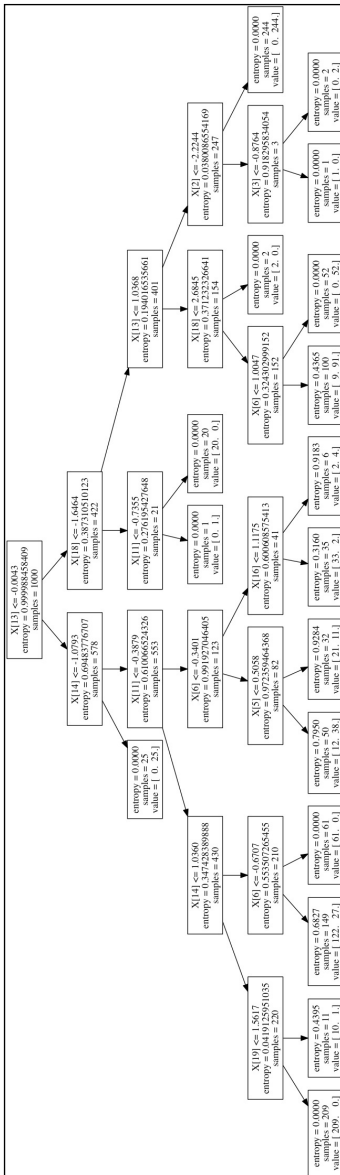 X[13] <= -0.0043
entropy = 0.999988458409
samples = 1000
X[14] <= -1.0793
entropy = 0.69483776707
samples = 578
X[18] <= -1.6464
entropy = 0.387310510123
samples = 422
entropy = 0.0000
samples = 25
value = [ 0. 25.]
X[11] <= -0.3879
entropy = 0.610066524326
samples = 553
X[11] <= -0.7355
entropy = 0.276195427648
samples = 21
X[13] <= 1.0368
entropy = 0.194016535661
samples = 401
X[14] <= 1.0360
entropy = 0.347428389888
samples = 430
X[6] <= -0.3401
entropy = 0.991927046405
samples = 123
entropy = 0.0000
samples = 1
value = [ 0. 1.]
entropy = 0.0000
samples = 20
value = [ 20. 0.]
X[18] <= 2.6845
entropy = 0.371232326641
samples = 154
X[2] <= -2.2244
entropy = 0.0380086554169
samples = 247
X[19] <= 1.5617
entropy = 0.0419125951035
samples = 220
X[6] <= -0.6707
entropy = 0.553507265455
samples = 210
X[5] <= 0.5058
entropy = 0.972359464368
samples = 82
X[16] <= 1.1175
entropy = 0.600608575413
samples = 41
X[6] <= 1.0047
entropy = 0.324302999152
samples = 152
entropy = 0.0000
samples = 2
value = [ 2. 0.]
X[3] <= -0.8764
entropy = 0.918295834054
samples = 3
entropy = 0.0000
samples = 244
value = [ 0. 244.]
entropy = 0.0000
samples = 209
value = [ 209. 0.]
entropy = 0.4395
samples = 11
value = [ 10. 1.]
entropy = 0.6827
samples = 149
value = [ 122. 27.]
entropy = 0.0000
samples = 61
value = [ 61. 0.]
entropy = 0.7950
samples = 50
value = [ 12. 38.]
entropy = 0.9284
samples = 32
value = [ 21. 11.]
entropy = 0.3160
samples = 35
value = [ 33. 2.]
entropy = 0.9183
samples = 6
value = [ 2. 4.]
entropy = 0.4365
samples = 100
value = [ 9. 91.]
entropy = 0.0000
samples = 52
value = [ 0. 52.]
entropy = 0.0000
samples = 1
value = [ 1. 0.]
entropy = 0.0000
samples = 2
value = [ 0. 2.]